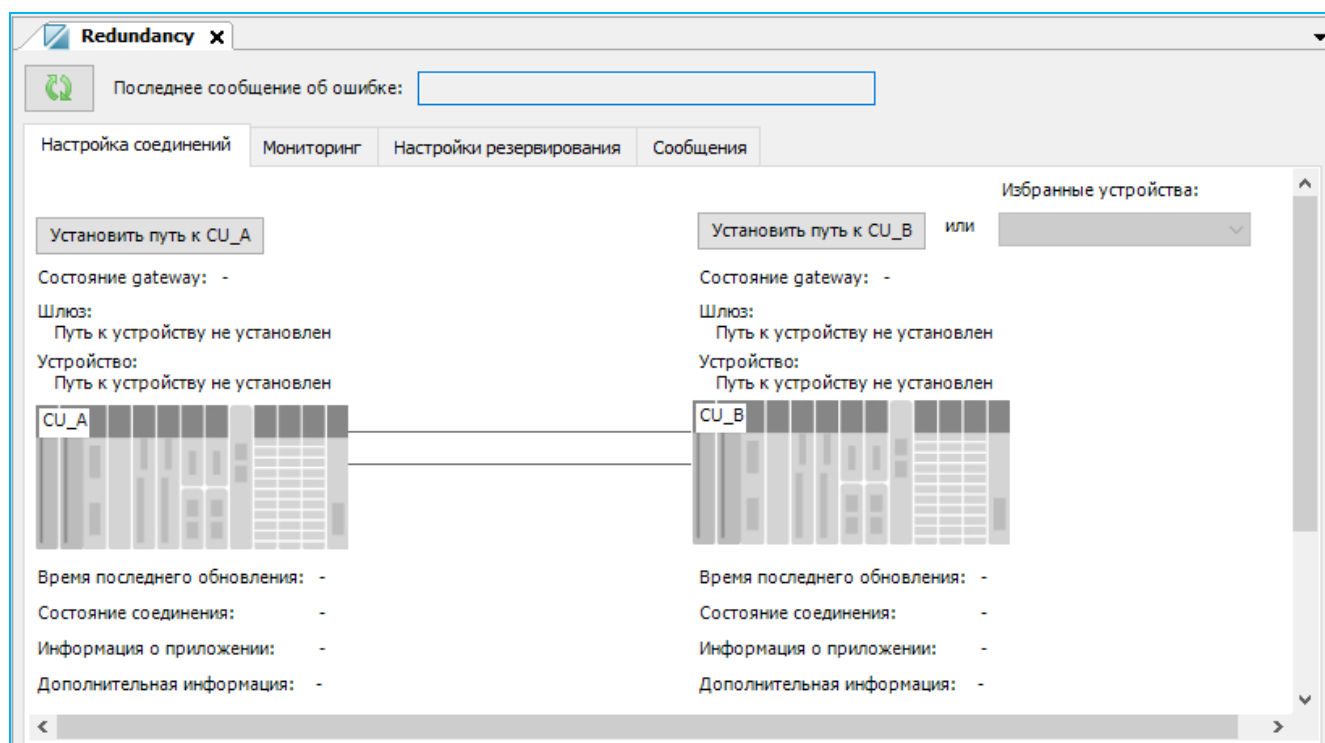 Redundancy
Последнее сообщение об ошибке:
Настройка соединений Мониторинг Настройки резервирования Сообщения
Избранные устройства:
Установить путь к CU_A Установить путь к CU_B или
Состояние gateway: - Состояние gateway: -
Шлюз: Шлюз:
Путь к устройству не установлен Путь к устройству не установлен
Устройство: Устройство:
Путь к устройству не установлен Путь к устройству не установлен
CU_A CU_B
Время последнего обновления: - Время последнего обновления: -
Состояние соединения: - Состояние соединения: -
Информация о приложении: - Информация о приложении: -
Дополнительная информация: - Дополнительная информация: -